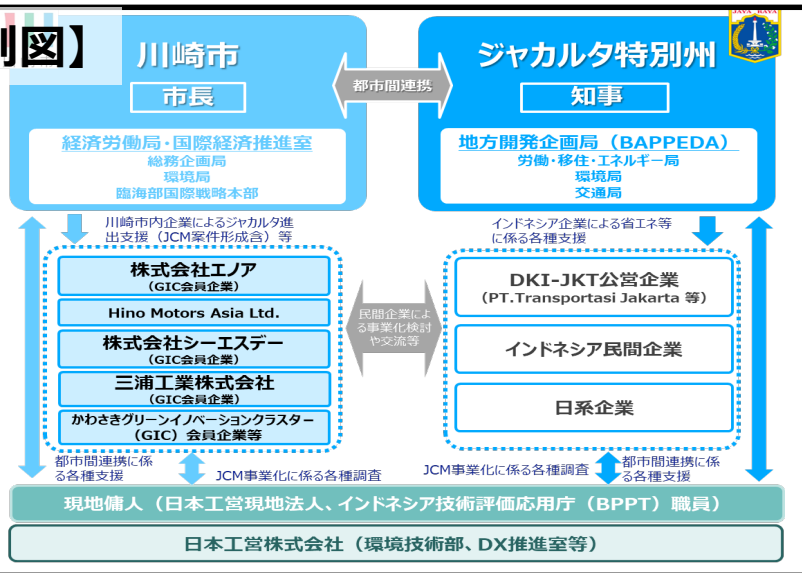 別図】
JAYA RAYA
川崎市
市長
経済労働局・国際経済推進室
総務企画局
環境局
臨海部国際戦略本部
都市間連携
ジャカルタ特別州
知事
地方開発企画局（BAPPEDA）
労働・移住・エネルギー局
環境局
交通局
川崎市内企業によるジャカルタ進
出支援（JCM案件形成含）等
インドネシア企業による省エネ等
に係る各種支援
株式会社エノア
（GIC会員企業）
Hino Motors Asia Ltd.
株式会社シーエスデー
（GIC会員企業）
三浦工業株式会社
（GIC会員企業）
かわさきグリーンイノベーションクラスター
（GIC）会員企業等
民間企業によ
る事業化検討
や交流等
DKI-JKT公営企業
（PT.Transportasi Jakarta 等）
インドネシア民間企業
日系企業
都市間連携に係
る各種支援
JCM事業化に係る各種調査
JCM事業化に係る各種調査
都市間連携に係
る各種支援
現地傭人（日本工営現地法人、インドネシア技術評価応用庁（BPPT）職員）
日本工営株式会社（環境技術部、DX推進室等）